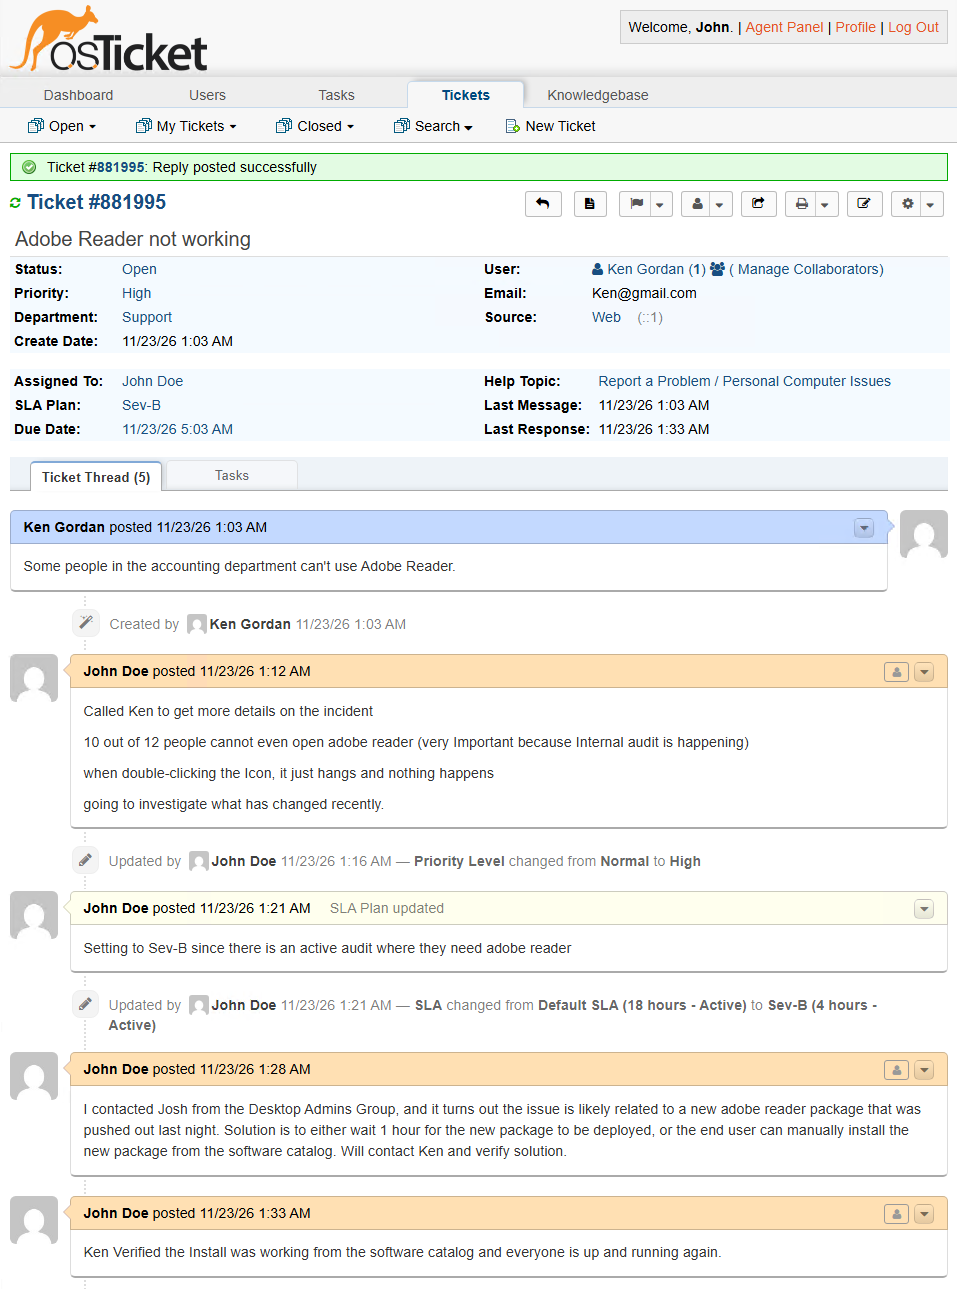 osTicket
Welcome, John. | Agent Panel | Profile | Log Out
Dashboard Users Tasks Tickets Knowledgebase
Open My Tickets Closed Search New Ticket
Ticket #881995: Reply posted successfully
Ticket #881995
Adobe Reader not working
Status: Open User: Ken Gordan (1) ( Manage Collaborators)
Priority: High Email: Ken@gmail.com
Department: Support Source: Web (::1)
Create Date: 11/23/26 1:03 AM
Assigned To: John Doe Help Topic: Report a Problem / Personal Computer Issues
SLA Plan: Sev-B Last Message: 11/23/26 1:03 AM
Due Date: 11/23/26 5:03 AM Last Response: 11/23/26 1:33 AM
Ticket Thread (5) Tasks
Ken Gordan posted 11/23/26 1:03 AM
Some people in the accounting department can't use Adobe Reader.
Created by Ken Gordan 11/23/26 1:03 AM
John Doe posted 11/23/26 1:12 AM
Called Ken to get more details on the incident
10 out of 12 people cannot even open adobe reader (very Important because Internal audit is happening)
when double-clicking the Icon, it just hangs and nothing happens
going to investigate what has changed recently.
Updated by John Doe 11/23/26 1:16 AM — Priority Level changed from Normal to High
John Doe posted 11/23/26 1:21 AM SLA Plan updated
Setting to Sev-B since there is an active audit where they need adobe reader
Updated by John Doe 11/23/26 1:21 AM — SLA changed from Default SLA (18 hours - Active) to Sev-B (4 hours -
Active)
John Doe posted 11/23/26 1:28 AM
I contacted Josh from the Desktop Admins Group, and it turns out the issue is likely related to a new adobe reader package that was
pushed out last night. Solution is to either wait 1 hour for the new package to be deployed, or the end user can manually install the
new package from the software catalog. Will contact Ken and verify solution.
John Doe posted 11/23/26 1:33 AM
Ken Verified the Install was working from the software catalog and everyone is up and running again.